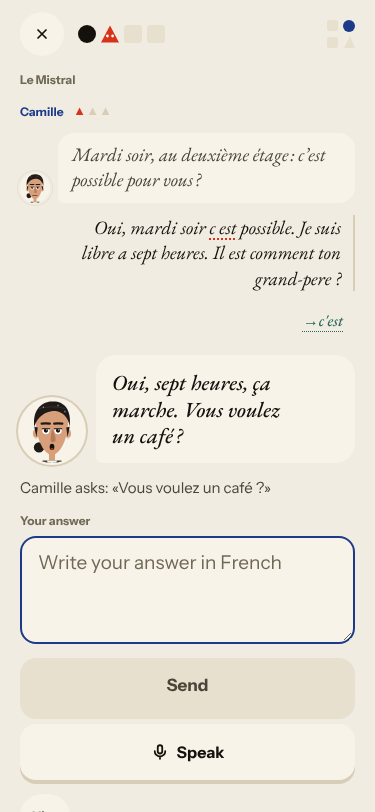 Le Mistral
Camille
Mardi soir, au deuxième étage : c'est
possible pour vous ?
Oui, mardi soir c est possible. Je suis
libre a sept heures. Il est comment ton
grand-pere ?
→ c'est
Oui, sept heures, ça
marche. Vous voulez
un café ?
Camille asks: «Vous voulez un café ?»
Your answer
Write your answer in French
Send
Speak